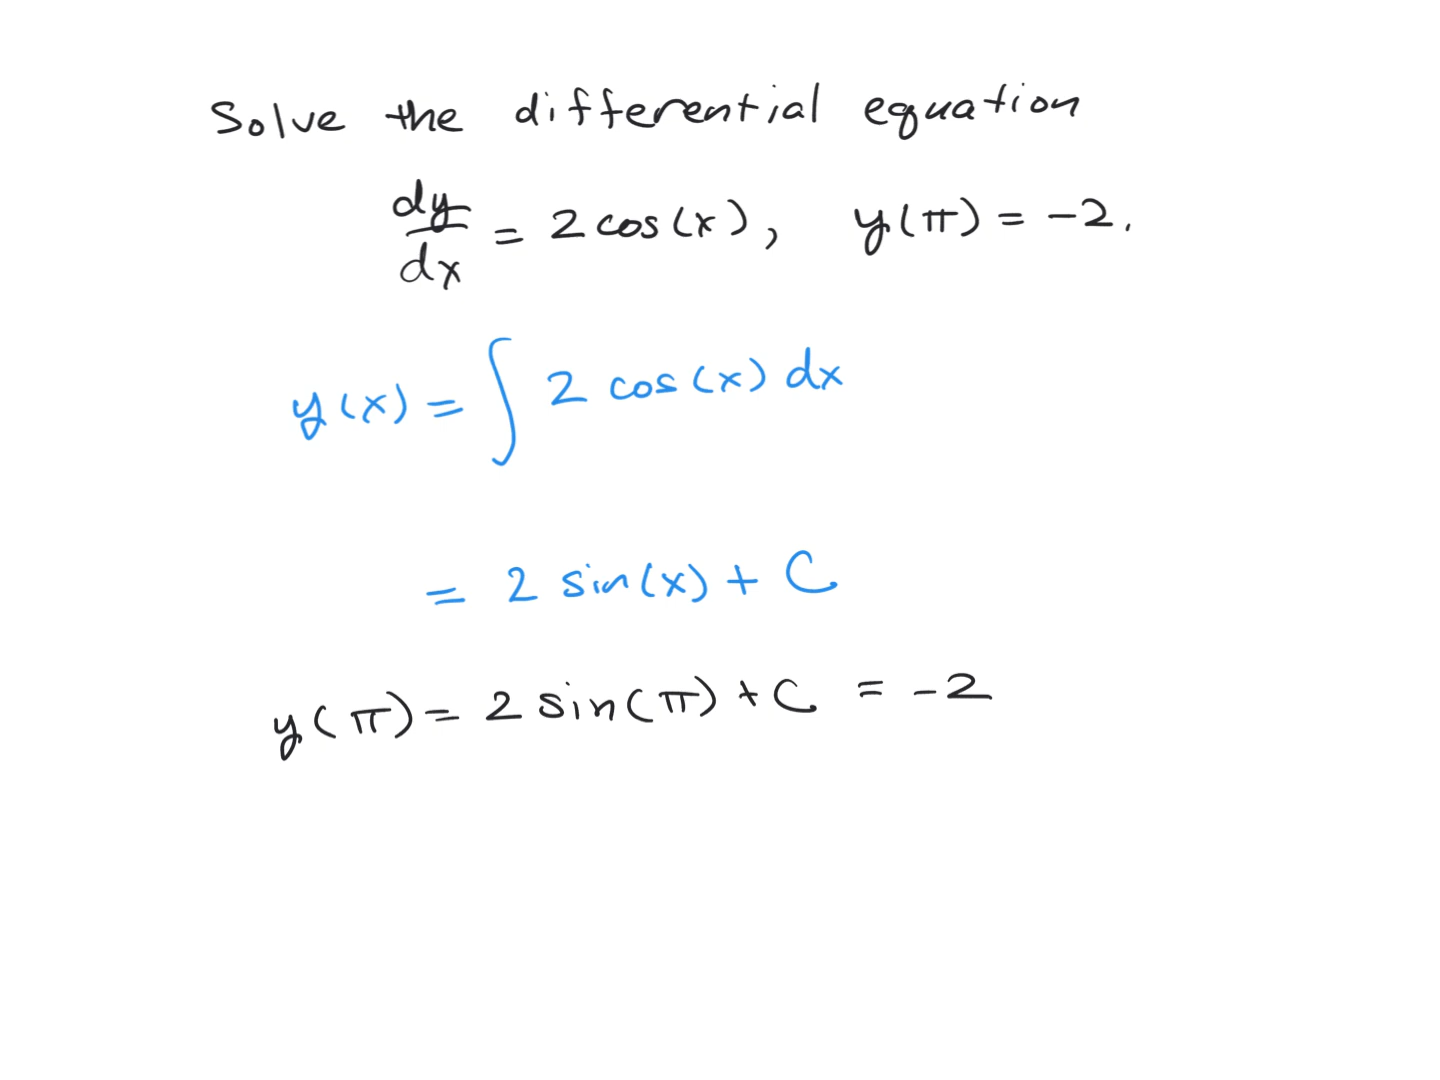 Solve the differential equation
dy/dx = 2 cos(x), y(π) = -2.
y(x) = ∫ 2 cos(x) dx
= 2 sin(x) + C
y(π) = 2 sin(π) + C = -2